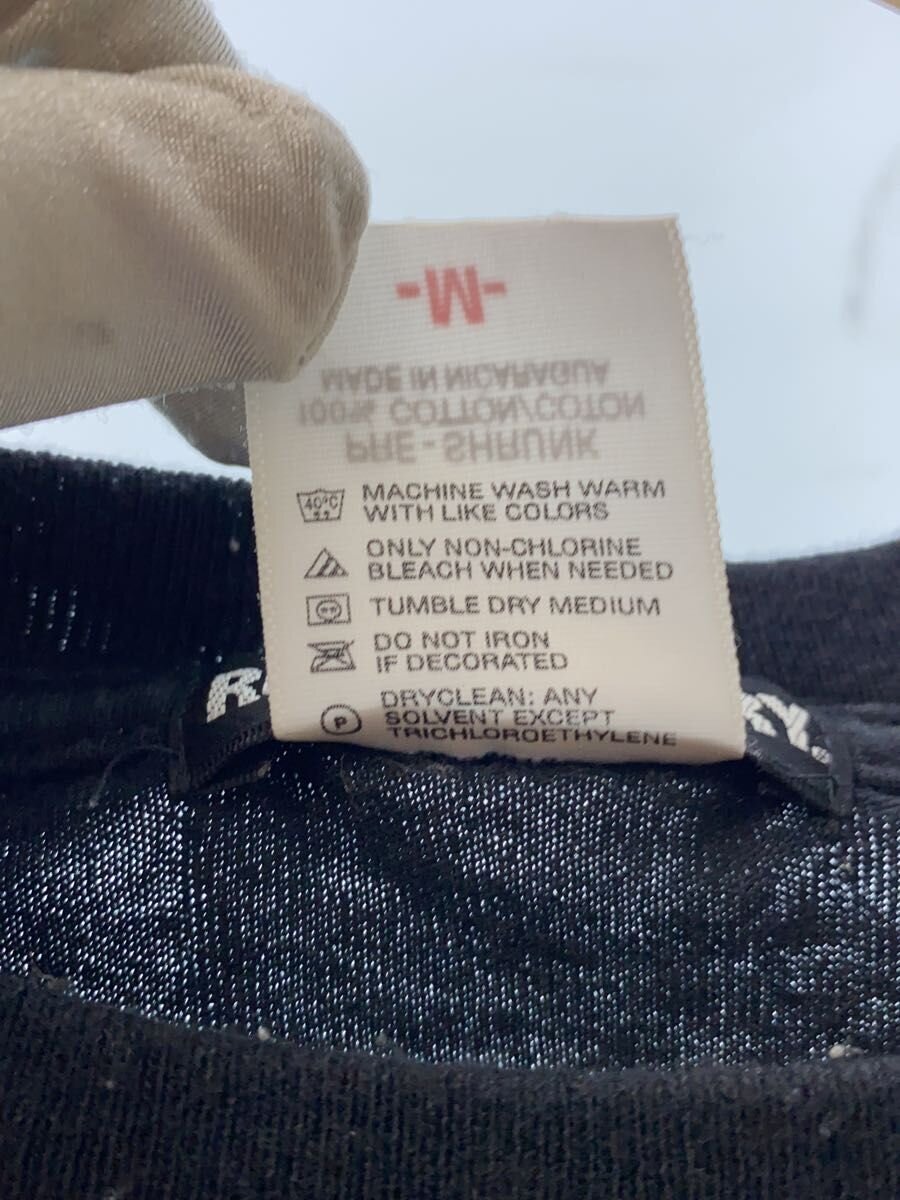 -M-
MADE IN NICARAGUA
100% COTTON/COTON
PRE-SHRUNK
40°C
MACHINE WASH WARM
WITH LIKE COLORS
ONLY NON-CHLORINE
BLEACH WHEN NEEDED
TUMBLE DRY MEDIUM
DO NOT IRON
IF DECORATED
P
DRYCLEAN: ANY
SOLVENT EXCEPT
TRICHLOROETHYLENE